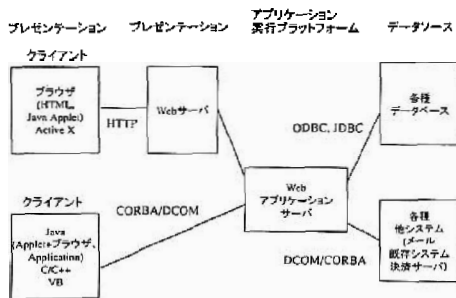 プレゼンテーション
プレゼンテーション
アプリケーション
実行プラットフォーム
データソース
クライアント
ブラウザ
(HTML,
Java Applet)
Active X
HTTP
Webサーバ
ODBC, JDBC
各種
データベース
Web
アプリケーション
サーバ
クライアント
CORBA/DCOM
Java
(Applet+ブラウザ、
Application)
C/C++
VB
DCOM/CORBA
各種
他システム
(メール
既存システム
決済サーバ)